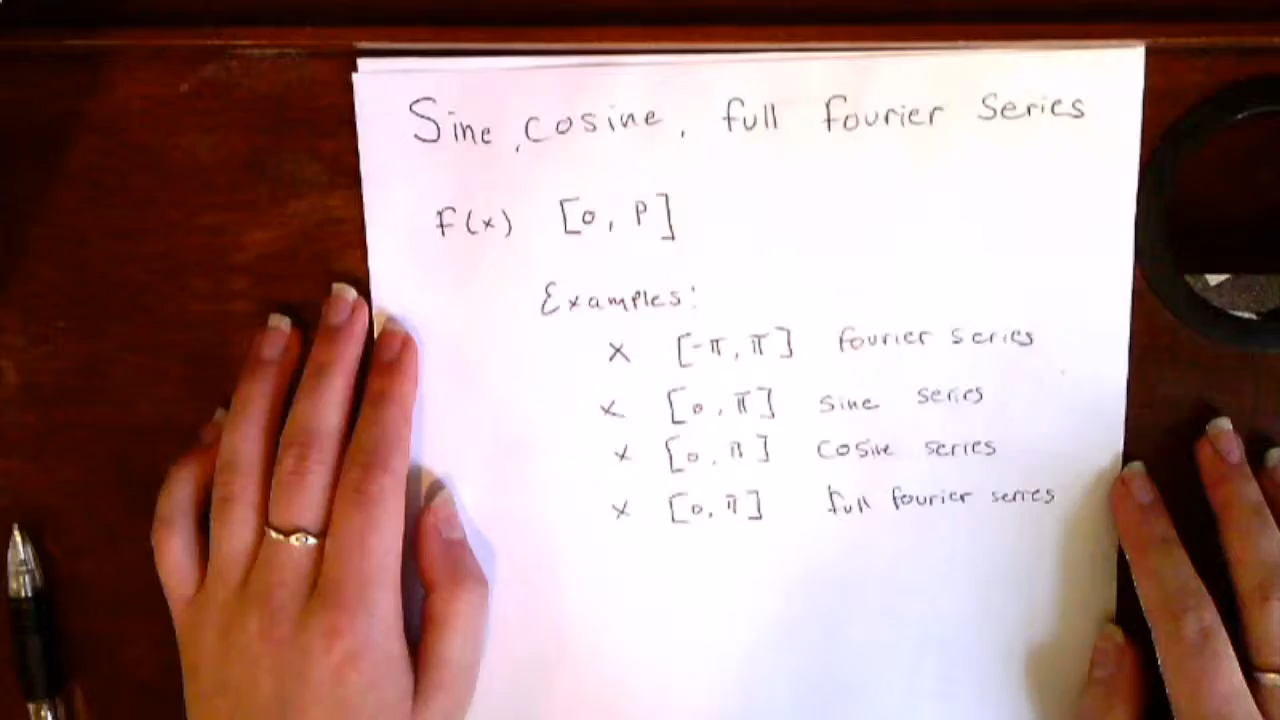 Sine, cosine, full fourier series
F(x) [0, P]
Examples:
x [-π, π] fourier series
x [0, π] sine series
x [0, π] cosine series
x [0, π] full fourier series